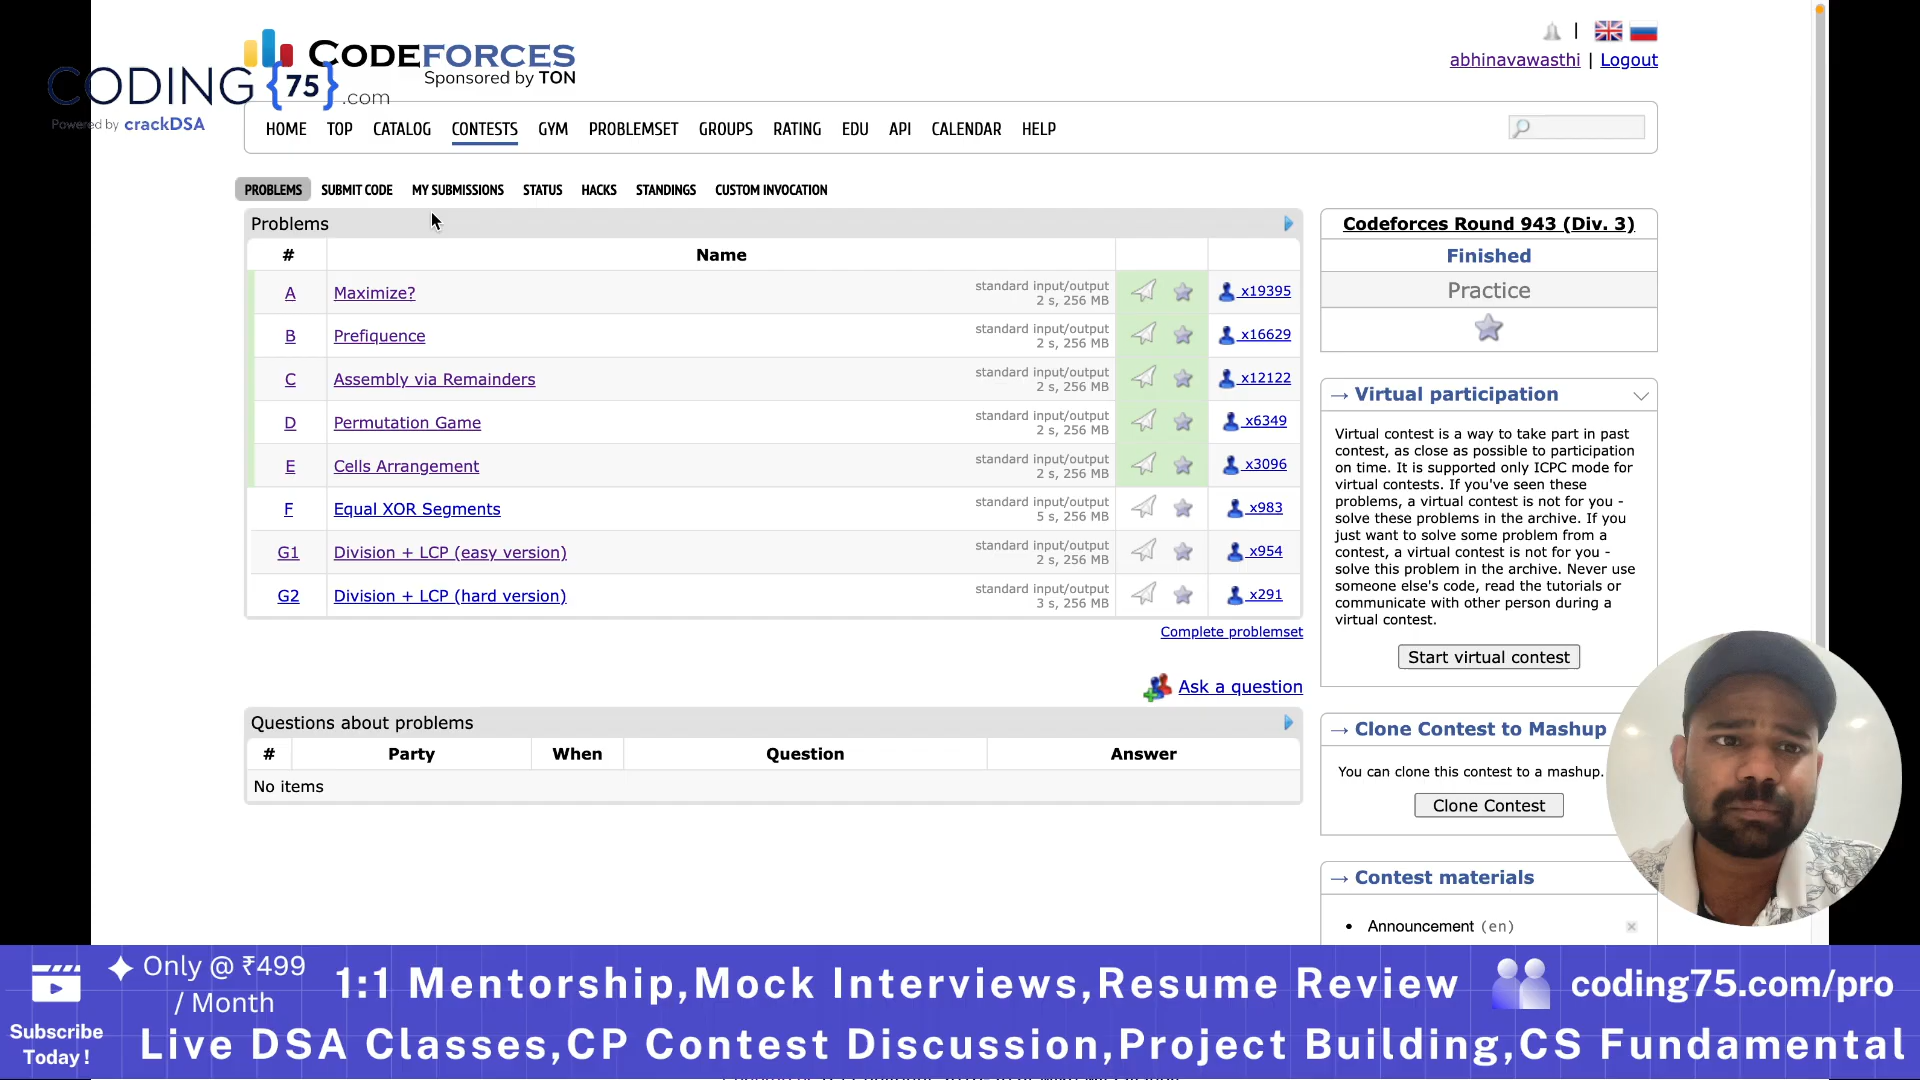 CODEFORCES
Sponsored by TON
CODING {75} .com
Powered by crackDSA
|
abhinavawasthi | Logout
HOME TOP CATALOG CONTESTS GYM PROBLEMSET GROUPS RATING EDU API CALENDAR HELP
PROBLEMS SUBMIT CODE MY SUBMISSIONS STATUS HACKS STANDINGS CUSTOM INVOCATION
Problems
# Name
A Maximize? standard input/output
2 s, 256 MB x19395
B Prefiquence standard input/output
2 s, 256 MB x16629
C Assembly via Remainders standard input/output
2 s, 256 MB x12122
D Permutation Game standard input/output
2 s, 256 MB x6349
E Cells Arrangement standard input/output
2 s, 256 MB x3096
F Equal XOR Segments standard input/output
5 s, 256 MB x983
G1 Division + LCP (easy version) standard input/output
2 s, 256 MB x954
G2 Division + LCP (hard version) standard input/output
3 s, 256 MB x291
Complete problemset
Ask a question
Questions about problems
# Party When Question Answer
No items
Codeforces Round 943 (Div. 3)
Finished
Practice
→ Virtual participation
Virtual contest is a way to take part in past
contest, as close as possible to participation
on time. It is supported only ICPC mode for
virtual contests. If you've seen these
problems, a virtual contest is not for you -
solve these problems in the archive. If you
just want to solve some problem from a
contest, a virtual contest is not for you -
solve this problem in the archive. Never use
someone else's code, read the tutorials or
communicate with other person during a
virtual contest.
Start virtual contest
→ Clone Contest to Mashup
You can clone this contest to a mashup.
Clone Contest
→ Contest materials
• Announcement (en)
Only @ ₹499
/ Month
Subscribe
Today !
1:1 Mentorship,Mock Interviews,Resume Review
coding75.com/pro
Live DSA Classes,CP Contest Discussion,Project Building,CS Fundamental